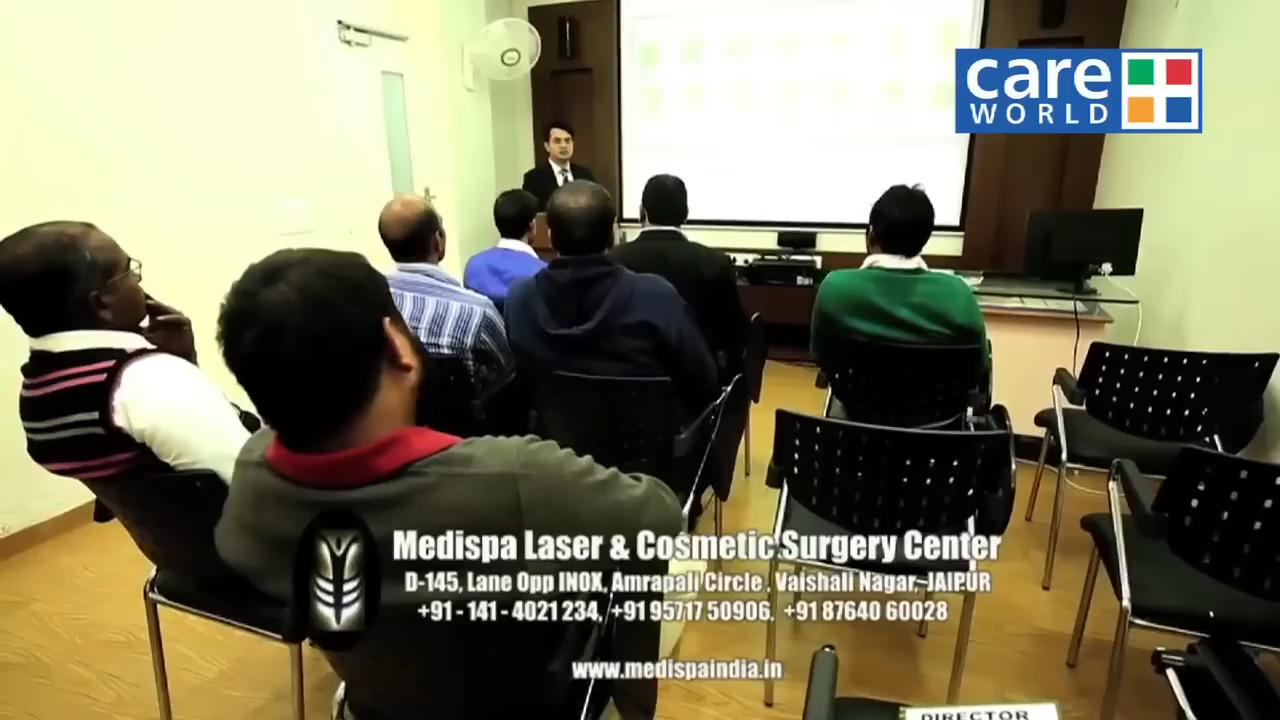 care
WORLD
Medispa Laser & Cosmetic Surgery Center
D-145, Lane Opp INOX, Amrapali Circle , Vaishali Nagar, JAIPUR
+91 - 141 - 4021 234, +91 95717 50906, +91 87640 60028
www.medispaindia.in
DIRECTOR